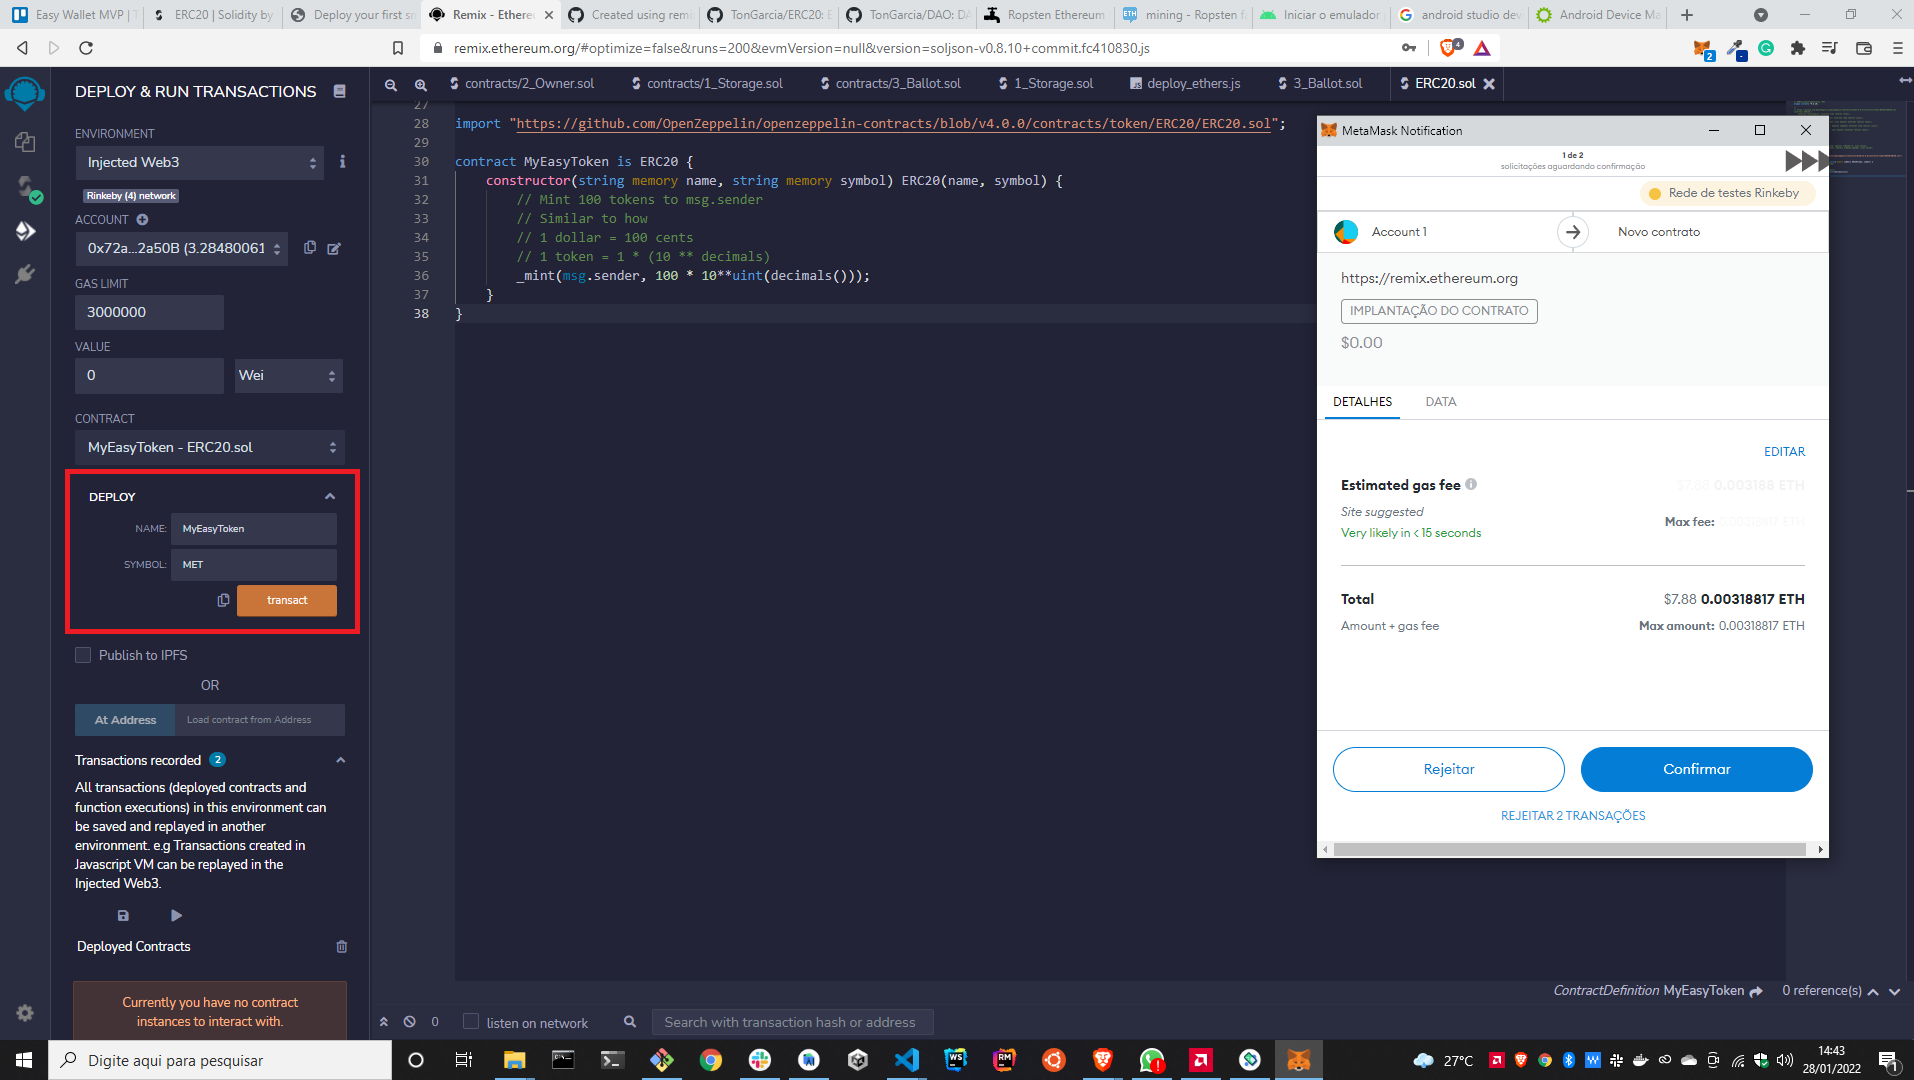 Easy Wallet MVP | T
ERC20 | Solidity by
Deploy your first sm
Remix - Ethereu
Created using remi
TonGarcia/ERC20: E
TonGarcia/DAO: DA
Ropsten Ethereum
mining - Ropsten fa
Iniciar o emulador
android studio dev
Android Device Ma
remix.ethereum.org/#optimize=false&runs=200&evmVersion=null&version=soljson-v0.8.10+commit.fc410830.js
4
2
DEPLOY & RUN TRANSACTIONS
contracts/2_Owner.sol
contracts/1_Storage.sol
contracts/3_Ballot.sol
1_Storage.sol
deploy_ethers.js
3_Ballot.sol
ERC20.sol
ENVIRONMENT
Injected Web3
Rinkeby (4) network
ACCOUNT
0x72a...2a50B (3.28480061
GAS LIMIT
3000000
VALUE
0
Wei
CONTRACT
MyEasyToken - ERC20.sol
DEPLOY
NAME: MyEasyToken
SYMBOL: MET
transact
Publish to IPFS
OR
At Address
Load contract from Address
Transactions recorded 2
All transactions (deployed contracts and
function executions) in this environment can
be saved and replayed in another
environment. e.g Transactions created in
Javascript VM can be replayed in the
Injected Web3.
Deployed Contracts
Currently you have no contract
instances to interact with.
27
28 import "https://github.com/OpenZeppelin/openzeppelin-contracts/blob/v4.0.0/contracts/token/ERC20/ERC20.sol";
29
30 contract MyEasyToken is ERC20 {
31 constructor(string memory name, string memory symbol) ERC20(name, symbol) {
32 // Mint 100 tokens to msg.sender
33 // Similar to how
34 // 1 dollar = 100 cents
35 // 1 token = 1 * (10 ** decimals)
36 _mint(msg.sender, 100 * 10**uint(decimals()));
37 }
38 }
MetaMask Notification
1 de 2
solicitações aguardando confirmação
Rede de testes Rinkeby
Account 1
Novo contrato
https://remix.ethereum.org
IMPLANTAÇÃO DO CONTRATO
$0.00
DETALHES
DATA
EDITAR
Estimated gas fee
$7.88 0.003188 ETH
Site suggested
Very likely in < 15 seconds
Max fee:
Total
$7.88 0.00318817 ETH
Amount + gas fee
Max amount: 0.00318817 ETH
Rejeitar
Confirmar
REJEITAR 2 TRANSAÇÕES
ContractDefinition MyEasyToken
0 reference(s)
0
listen on network
Search with transaction hash or address
Digite aqui para pesquisar
27°C
14:43
28/01/2022
1